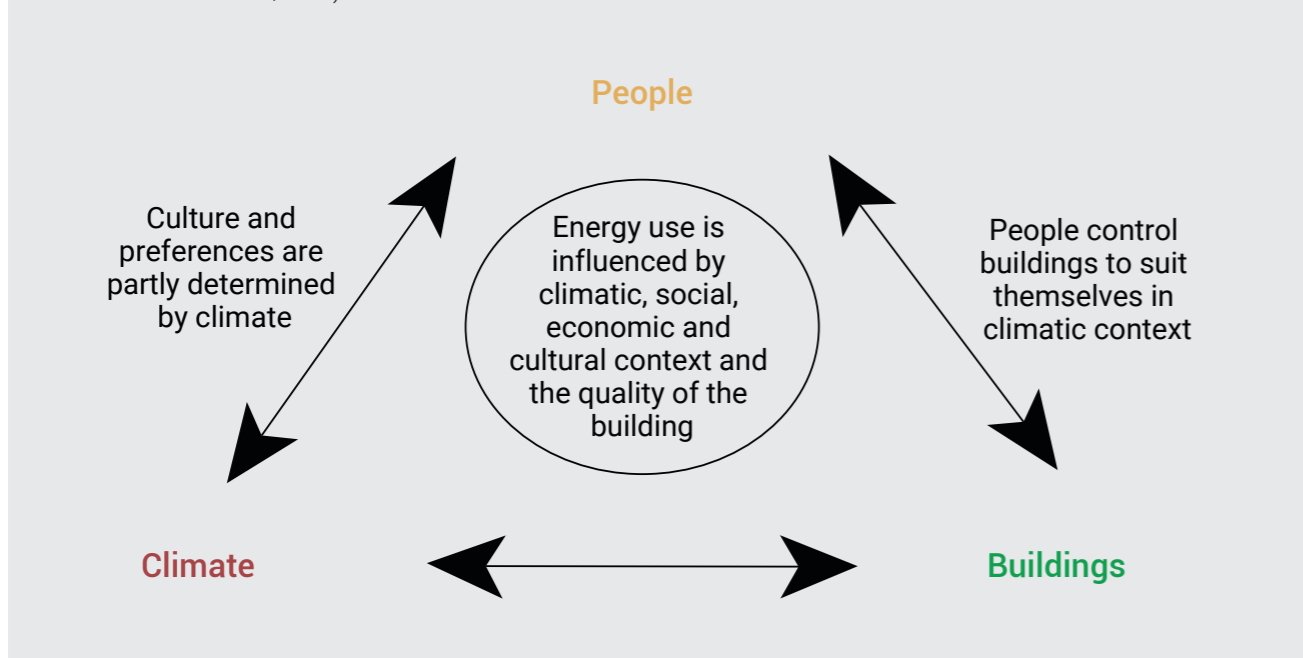 People
Culture and
preferences are
partly determined
by climate
Energy use is
influenced by
climatic, social,
economic and
cultural context and
the quality of the
building
People control
buildings to suit
themselves in
climatic context
Climate
Buildings